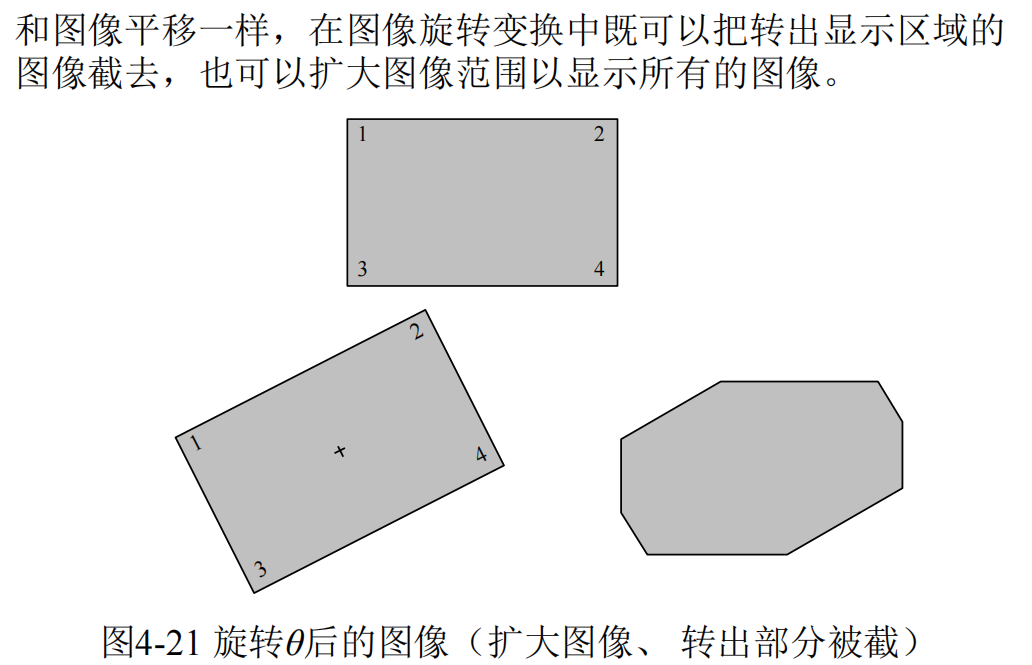 和图像平移一样，在图像旋转变换中既可以把转出显示区域的
图像截去，也可以扩大图像范围以显示所有的图像。
1 2
3 4
2
1
4
3
图4-21 旋转θ后的图像（扩大图像、 转出部分被截）